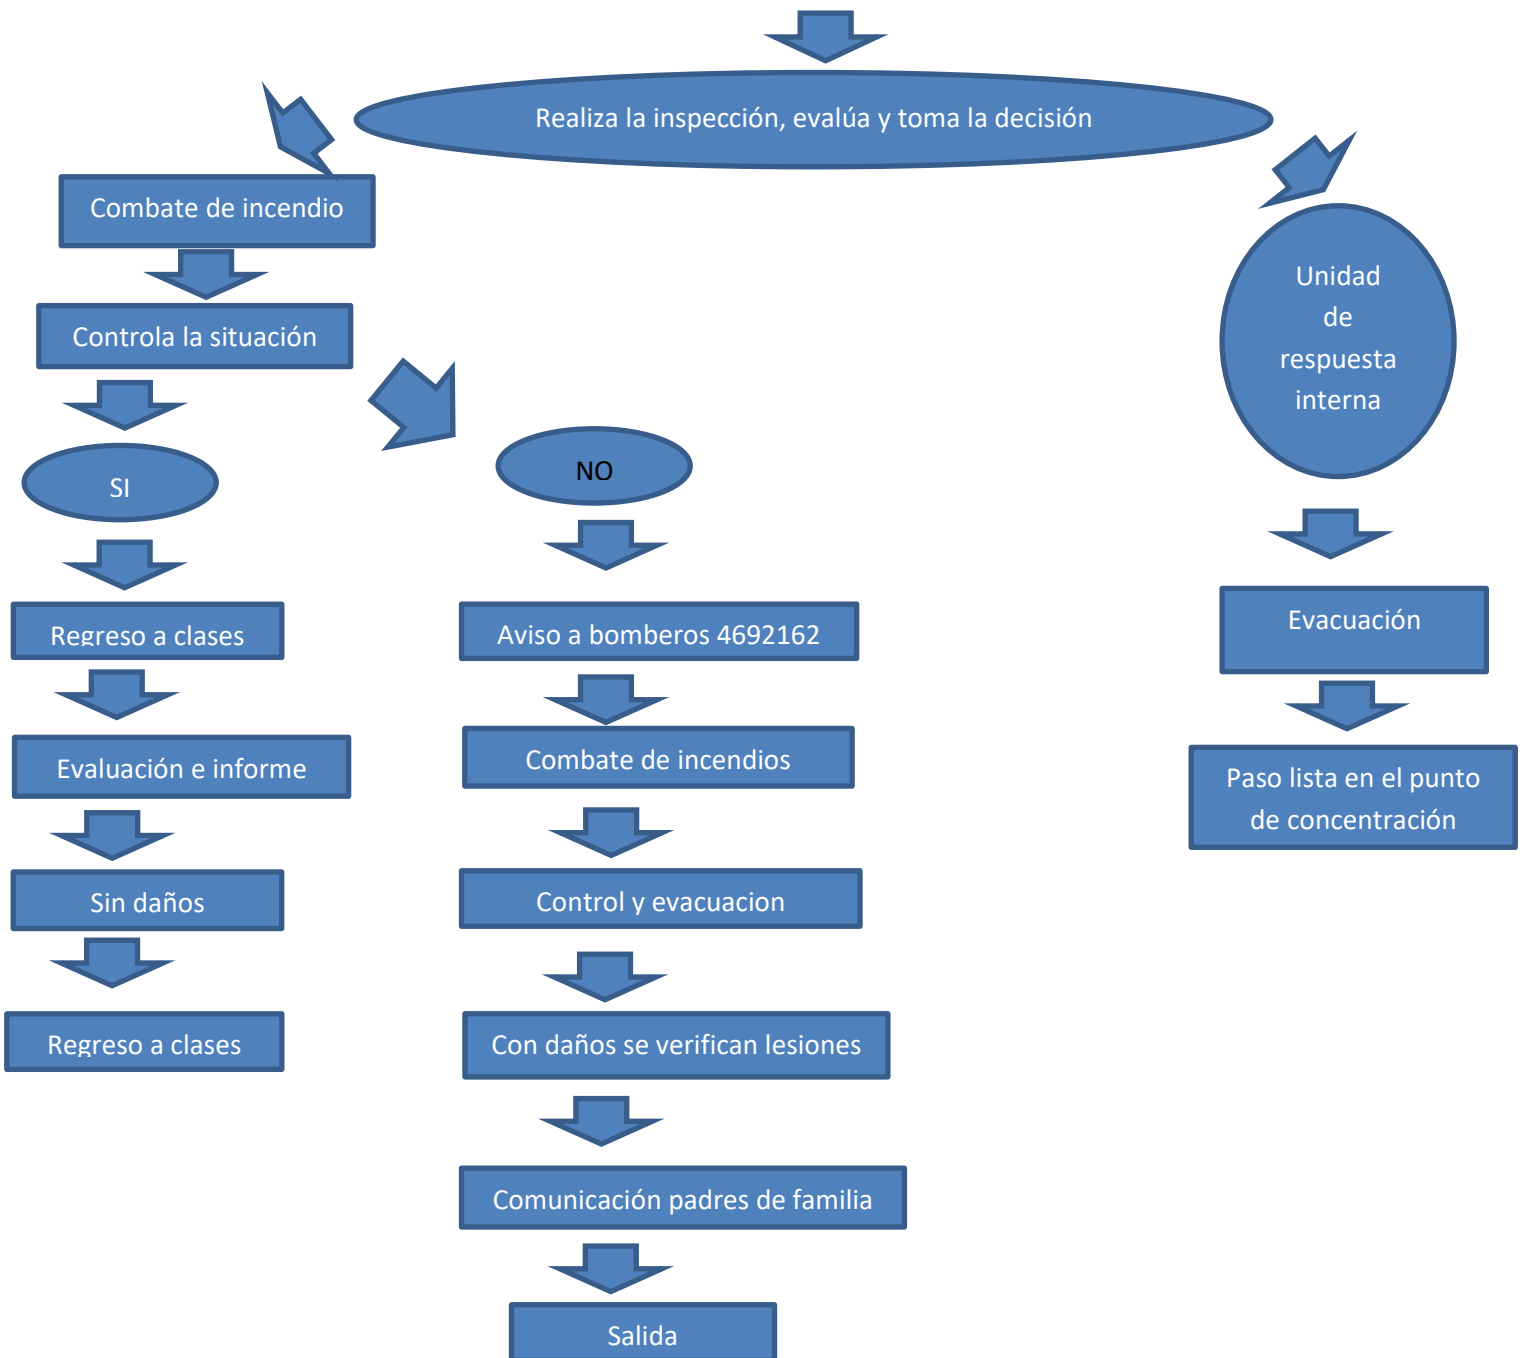 Realiza la inspección, evalúa y toma la decisión
Combate de incendio
Controla la situación
SI
Regreso a clases
Evaluación e informe
Sin daños
Regreso a clases
NO
Aviso a bomberos 4692162
Combate de incendios
Control y evacuacion
Con daños se verifican lesiones
Comunicación padres de familia
Salida
Unidad
de
respuesta
interna
Evacuación
Paso lista en el punto
de concentración